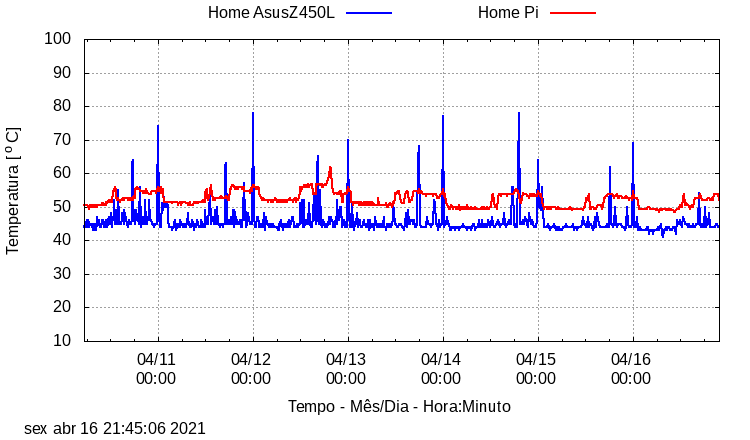 Home AsusZ450L Home Pi
100
90
80
70
60
50
40
30
20
10
Temperatura [ º C]
04/11 04/12 04/13 04/14 04/15 04/16
00:00 00:00 00:00 00:00 00:00 00:00
Tempo - Mês/Dia - Hora:Minuto
sex abr 16 21:45:06 2021